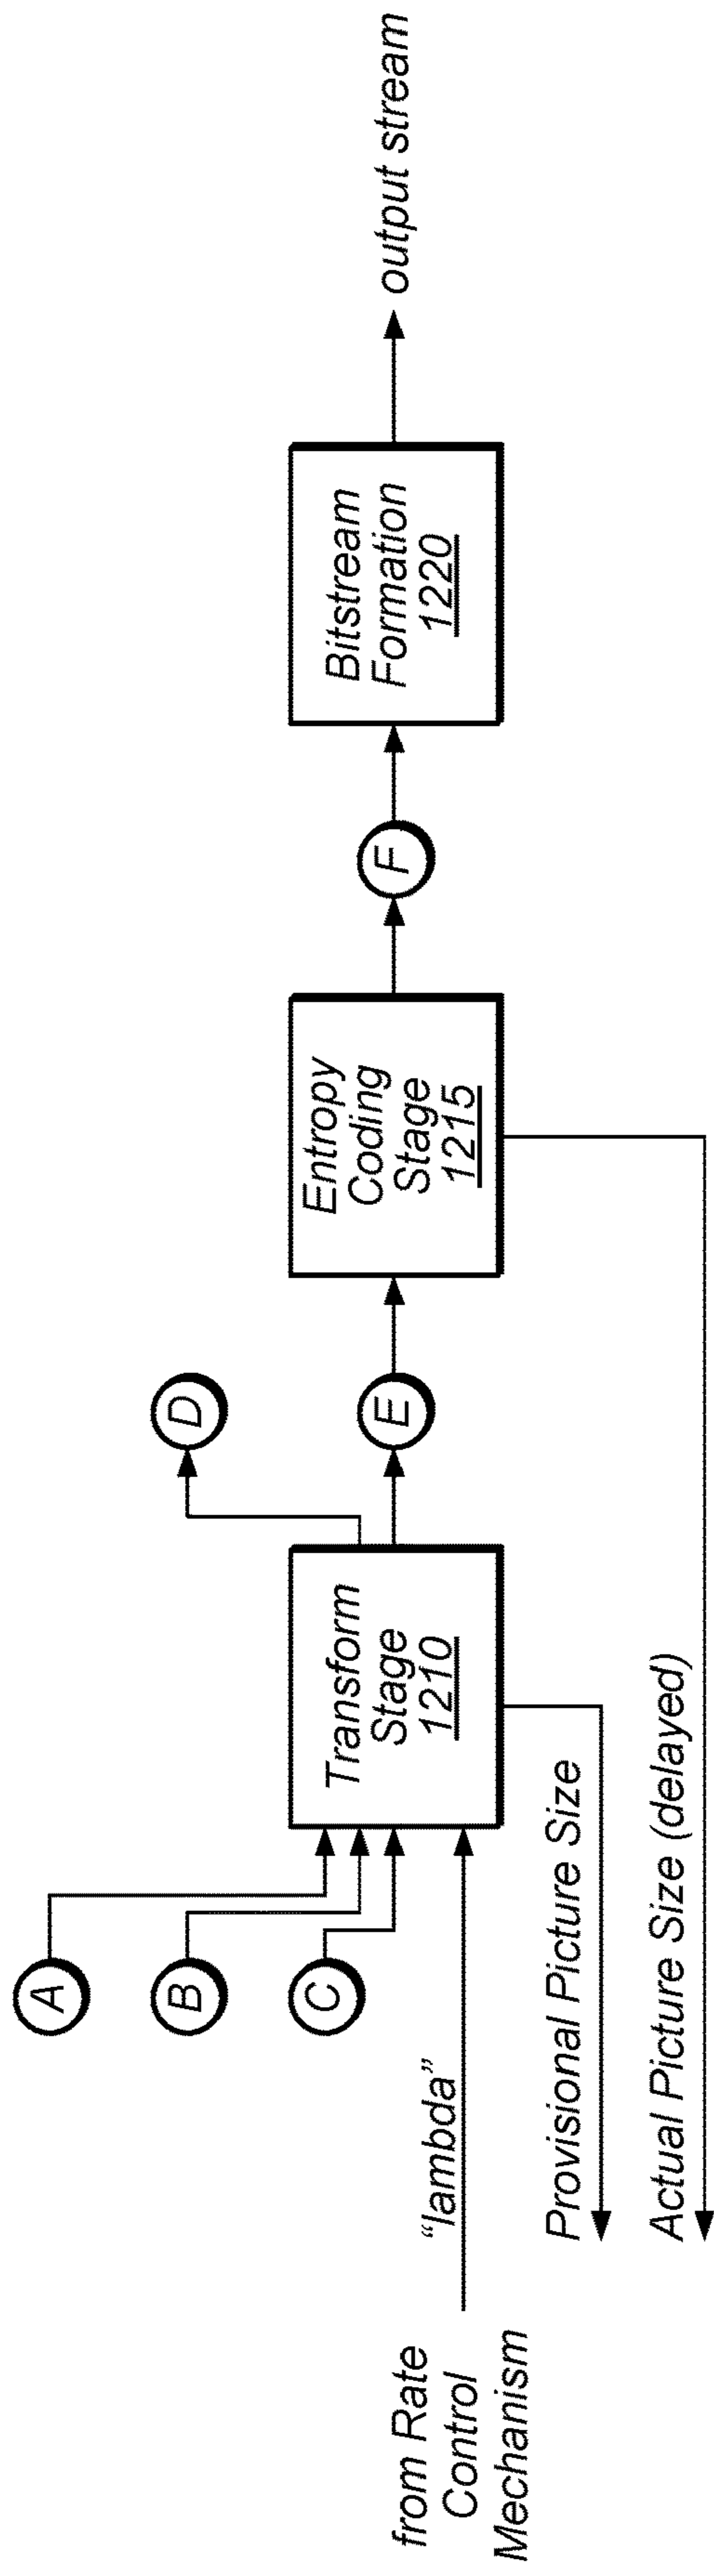 A
B
C
D
"lambda"
from Rate
Control
Mechanism
Transform
Stage
1210
E
Entropy
Coding
Stage
1215
F
Bitstream
Formation
1220
output stream
Provisional Picture Size
Actual Picture Size (delayed)